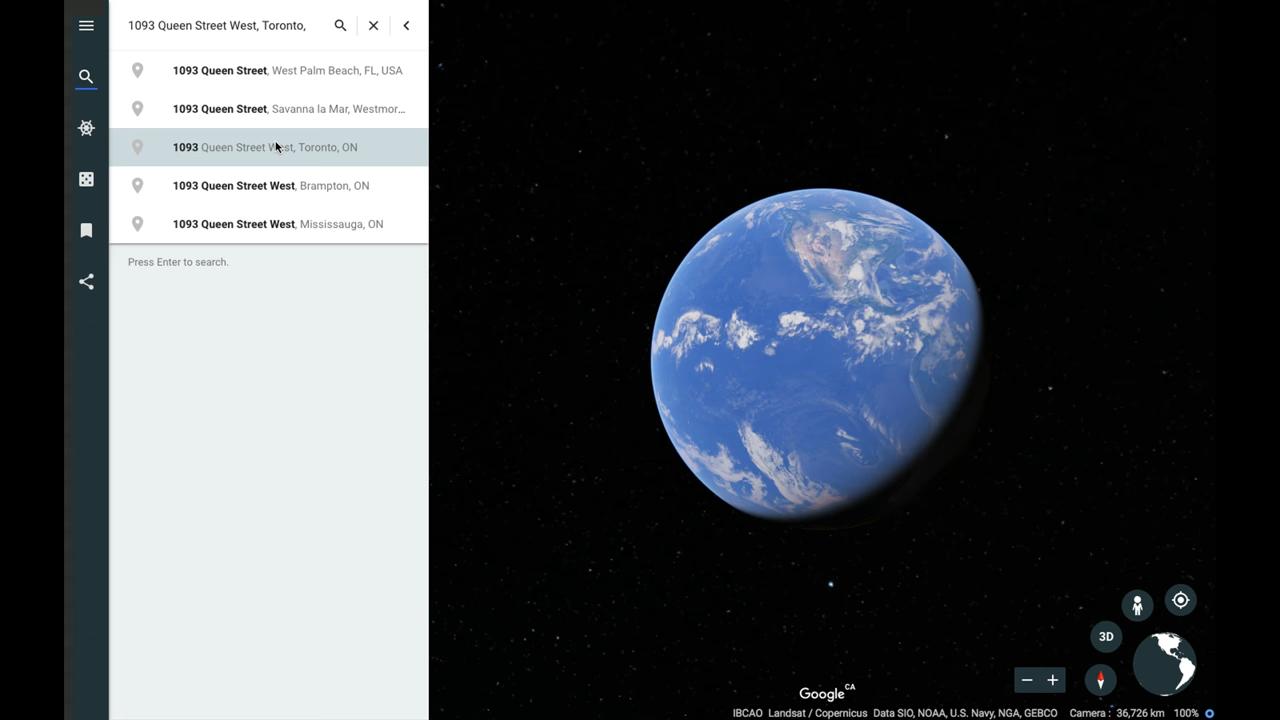 1093 Queen Street West, Toronto,
1093 Queen Street, West Palm Beach, FL, USA
1093 Queen Street, Savanna la Mar, Westmor...
1093 Queen Street West, Toronto, ON
1093 Queen Street West, Brampton, ON
1093 Queen Street West, Mississauga, ON
Press Enter to search.
3D
Google CA
IBCAO Landsat / Copernicus Data SIO, NOAA, U.S. Navy, NGA, GEBCO Camera : 36,726 km 100%